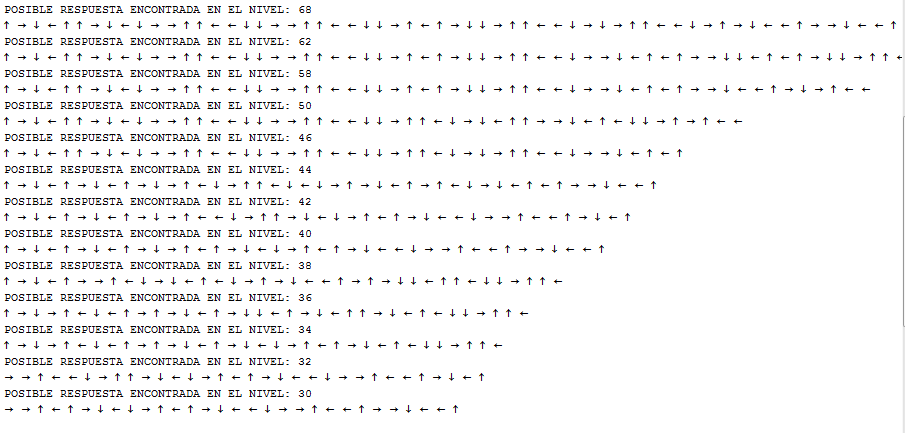 POSIBLE RESPUESTA ENCONTRADA EN EL NIVEL: 68
↑ → ↓ ← ↑ ↑ → ↓ ← ↓ → → ↑ ↑ ← ← ↓ ↓ → → ↑ ↑ ← ← ↓ ↓ → ↑ ← ↑ → ↓ ↓ → ↑ ↑ ← ← ↓ → ↓ → ↑ ↑ ← ← ↓ → ↑ → ↓ ← ← ↑ → → ↓ ← ← ↑
POSIBLE RESPUESTA ENCONTRADA EN EL NIVEL: 62
↑ → ↓ ← ↑ ↑ → ↓ ← ↓ → → ↑ ↑ ← ← ↓ ↓ → → ↑ ↑ ← ← ↓ ↓ → ↑ ← ↑ → ↓ ↓ → ↑ ↑ ← ← ↓ → → ↓ ← ↑ ← ↑ → → ↓ ↓ ← ↑ ← ↑ → ↓ ↓ → ↑ ↑ ←
POSIBLE RESPUESTA ENCONTRADA EN EL NIVEL: 58
↑ → ↓ ← ↑ ↑ → ↓ ← ↓ → → ↑ ↑ ← ← ↓ ↓ → → ↑ ↑ ← ← ↓ ↓ → ↑ ← ↑ → ↓ ↓ → ↑ ↑ ← ← ↓ → → ↓ ← ↑ ← ↑ → → ↓ ← ← ↑ → ↓ → ↑ ← ←
POSIBLE RESPUESTA ENCONTRADA EN EL NIVEL: 50
↑ → ↓ ← ↑ ↑ → ↓ ← ↓ → → ↑ ↑ ← ← ↓ ↓ → → ↑ ↑ ← ← ↓ ↓ → ↑ ↑ ← ↓ → ↓ ← ↑ ↑ → → ↓ ← ↑ ← ↓ ↓ → ↑ → ↑ ← ←
POSIBLE RESPUESTA ENCONTRADA EN EL NIVEL: 46
↑ → ↓ ← ↑ ↑ → ↓ ← ↓ → → ↑ ↑ ← ← ↓ ↓ → → ↑ ↑ ← ← ↓ ↓ → ↑ ↑ ← ↓ → ↓ → ↑ ↑ ← ← ↓ → → ↓ ← ↑ ← ↑
POSIBLE RESPUESTA ENCONTRADA EN EL NIVEL: 44
↑ → ↓ ← ↑ → ↓ ← ↑ → ↓ → ↑ ← ↓ → ↑ ↑ ← ↓ ← ↓ → ↑ → ↓ ← ↑ → ↑ ← ↓ → ↓ ← ↑ ← ↑ → → ↓ ← ← ↑
POSIBLE RESPUESTA ENCONTRADA EN EL NIVEL: 42
↑ → ↓ ← ↑ → ↓ ← ↑ → ↓ → ↑ ← ← ↓ → ↑ ↑ → ↓ ← ↓ → ↑ ← ↑ → ↓ ← ← ↓ → → ↑ ← ← ↑ → ↓ ← ↑
POSIBLE RESPUESTA ENCONTRADA EN EL NIVEL: 40
↑ → ↓ ← ↑ → ↓ ← ↑ → ↓ → ↑ ← ↑ → ↓ ← ↓ → ↑ ← ↑ → ↓ ← ← ↓ → → ↑ ← ← ↑ → → ↓ ← ← ↑
POSIBLE RESPUESTA ENCONTRADA EN EL NIVEL: 38
↑ → ↓ ← ↑ → → ↑ ← ↓ → ↓ ← ↑ ← ↓ → ↑ → ↓ ← ← ↑ → ↑ → ↓ ↓ ← ↑ ↑ ← ↓ ↓ → ↑ ↑ ←
POSIBLE RESPUESTA ENCONTRADA EN EL NIVEL: 36
↑ → ↓ → ↑ ← ↓ ← ↑ → ↑ → ↓ ← ↑ → ↓ ↓ ← ↑ → ↓ ← ↑ ↑ → ↓ ← ↑ ← ↓ ↓ → ↑ ↑ ←
POSIBLE RESPUESTA ENCONTRADA EN EL NIVEL: 34
↑ → ↓ → ↑ ← ↓ ← ↑ → ↑ → ↓ ← ↑ → ↓ ← ↓ → ↑ ← ↑ → ↓ ← ↑ ← ↓ ↓ → ↑ ↑ ←
POSIBLE RESPUESTA ENCONTRADA EN EL NIVEL: 32
→ → ↑ ← ← ↓ → ↑ ↑ → ↓ ← ↓ → ↑ ← ↑ → ↓ ← ← ↓ → → ↑ ← ← ↑ → ↓ ← ↑
POSIBLE RESPUESTA ENCONTRADA EN EL NIVEL: 30
→ → ↑ ← ↑ → ↓ ← ↓ → ↑ ← ↑ → ↓ ← ← ↓ → → ↑ ← ← ↑ → → ↓ ← ← ↑